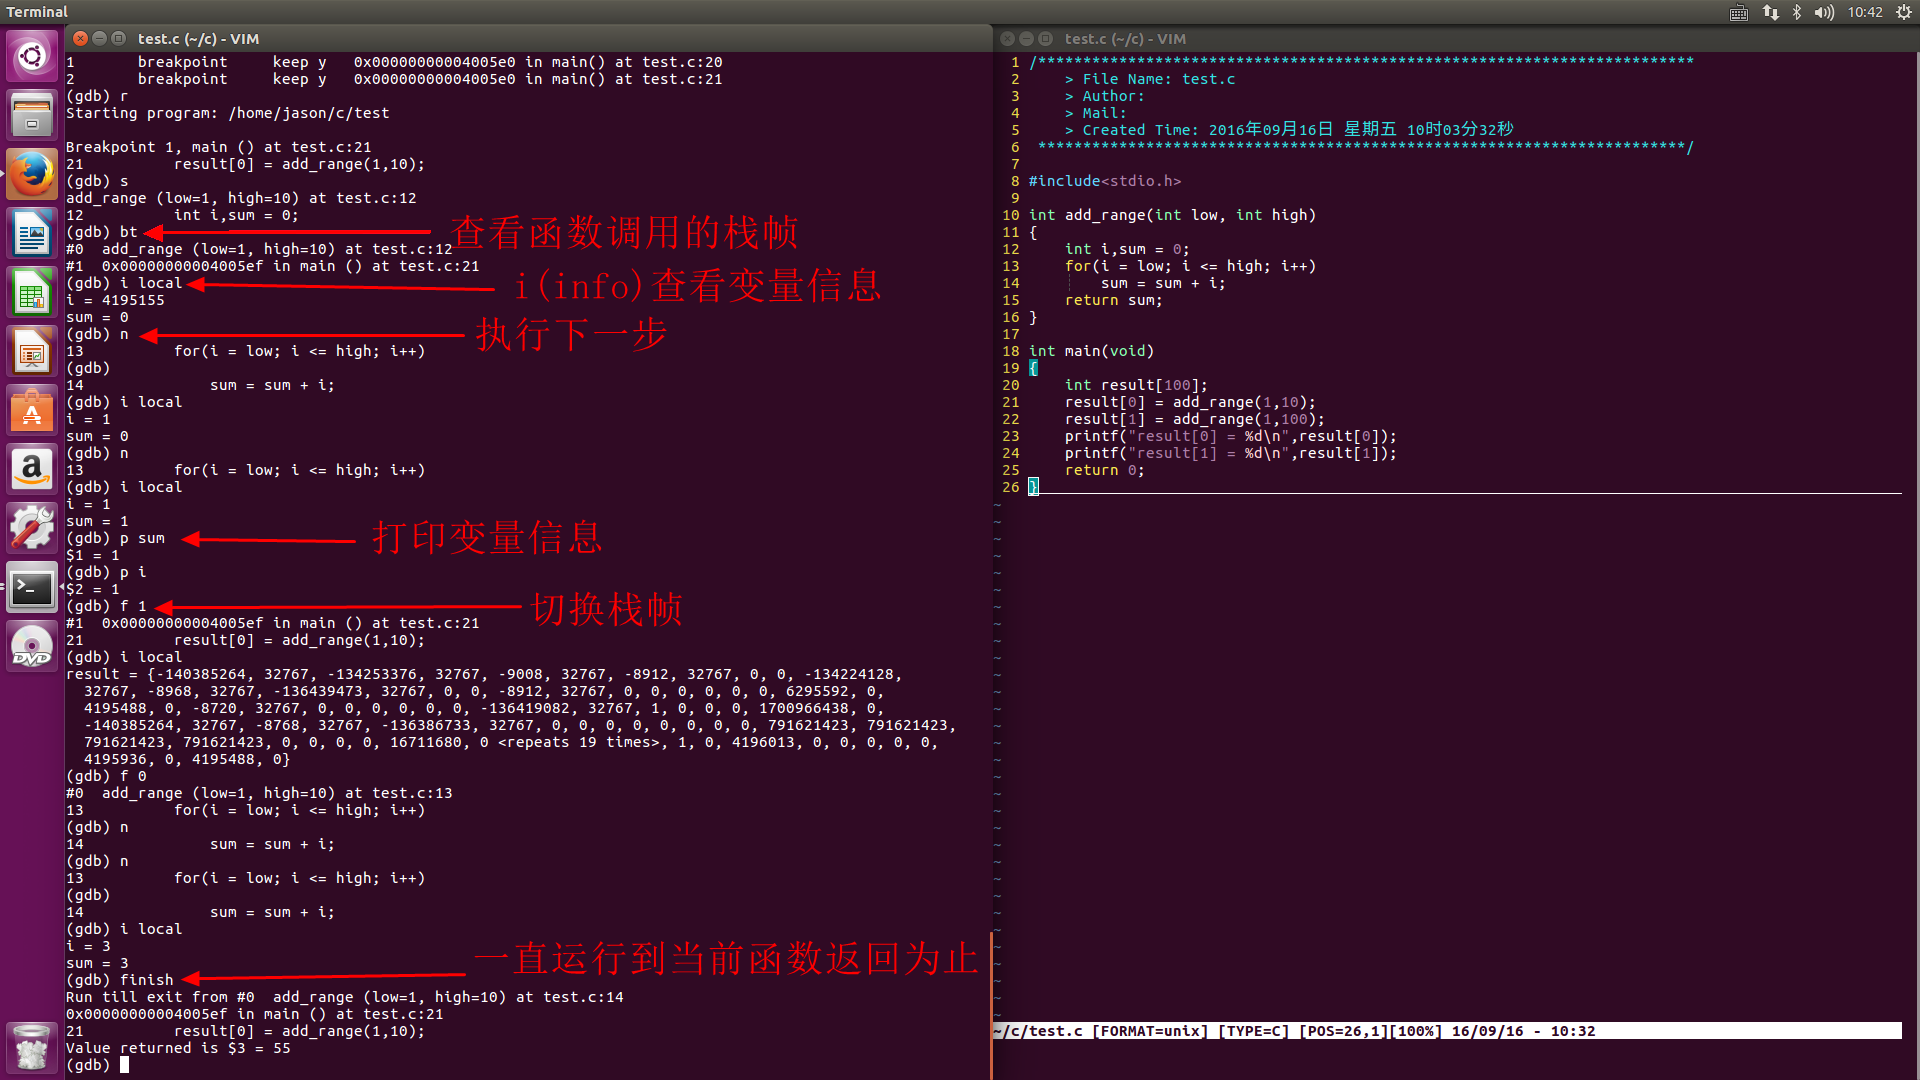 Terminal
10:42
test.c (~/c) - VIM
1       breakpoint     keep y   0x00000000004005e0 in main() at test.c:20
2       breakpoint     keep y   0x00000000004005e0 in main() at test.c:21
(gdb) r
Starting program: /home/jason/c/test
Breakpoint 1, main () at test.c:21
21          result[0] = add_range(1,10);
(gdb) s
add_range (low=1, high=10) at test.c:12
12          int i,sum = 0;
(gdb) bt
查看函数调用的栈帧
#0  add_range (low=1, high=10) at test.c:12
#1  0x00000000004005ef in main () at test.c:21
(gdb) i local
i(info)查看变量信息
i = 4195155
sum = 0
(gdb) n
执行下一步
13          for(i = low; i <= high; i++)
(gdb)
14              sum = sum + i;
(gdb) i local
i = 1
sum = 0
(gdb) n
13          for(i = low; i <= high; i++)
(gdb) i local
i = 1
sum = 1
(gdb) p sum
打印变量信息
$1 = 1
(gdb) p i
$2 = 1
(gdb) f 1
切换栈帧
#1  0x00000000004005ef in main () at test.c:21
21          result[0] = add_range(1,10);
(gdb) i local
result = {-140385264, 32767, -134253376, 32767, -9008, 32767, -8912, 32767, 0, 0, -134224128,
  32767, -8968, 32767, -136439473, 32767, 0, 0, -8912, 32767, 0, 0, 0, 0, 0, 0, 6295592, 0,
  4195488, 0, -8720, 32767, 0, 0, 0, 0, 0, 0, -136419082, 32767, 1, 0, 0, 0, 1700966438, 0,
  -140385264, 32767, -8768, 32767, -136386733, 32767, 0, 0, 0, 0, 0, 0, 0, 0, 791621423, 791621423,
  791621423, 791621423, 0, 0, 0, 0, 16711680, 0 <repeats 19 times>, 1, 0, 4196013, 0, 0, 0, 0, 0,
  4195936, 0, 4195488, 0}
(gdb) f 0
#0  add_range (low=1, high=10) at test.c:13
13          for(i = low; i <= high; i++)
(gdb) n
14              sum = sum + i;
(gdb) n
13          for(i = low; i <= high; i++)
(gdb)
14              sum = sum + i;
(gdb) i local
i = 3
sum = 3
(gdb) finish
一直运行到当前函数返回为止
Run till exit from #0  add_range (low=1, high=10) at test.c:14
0x00000000004005ef in main () at test.c:21
21          result[0] = add_range(1,10);
Value returned is $3 = 55
(gdb)
test.c (~/c) - VIM
1 /*************************************************************************
2     > File Name: test.c
3     > Author:
4     > Mail:
5     > Created Time: 2016年09月16日 星期五 10时03分32秒
6  ************************************************************************/
7
8 #include<stdio.h>
9
10 int add_range(int low, int high)
11 {
12     int i,sum = 0;
13     for(i = low; i <= high; i++)
14     ¦   sum = sum + i;
15     return sum;
16 }
17
18 int main(void)
19 {
20     int result[100];
21     result[0] = add_range(1,10);
22     result[1] = add_range(1,100);
23     printf("result[0] = %d\n",result[0]);
24     printf("result[1] = %d\n",result[1]);
25     return 0;
26 }
~/c/test.c [FORMAT=unix] [TYPE=C] [POS=26,1][100%] 16/09/16 - 10:32